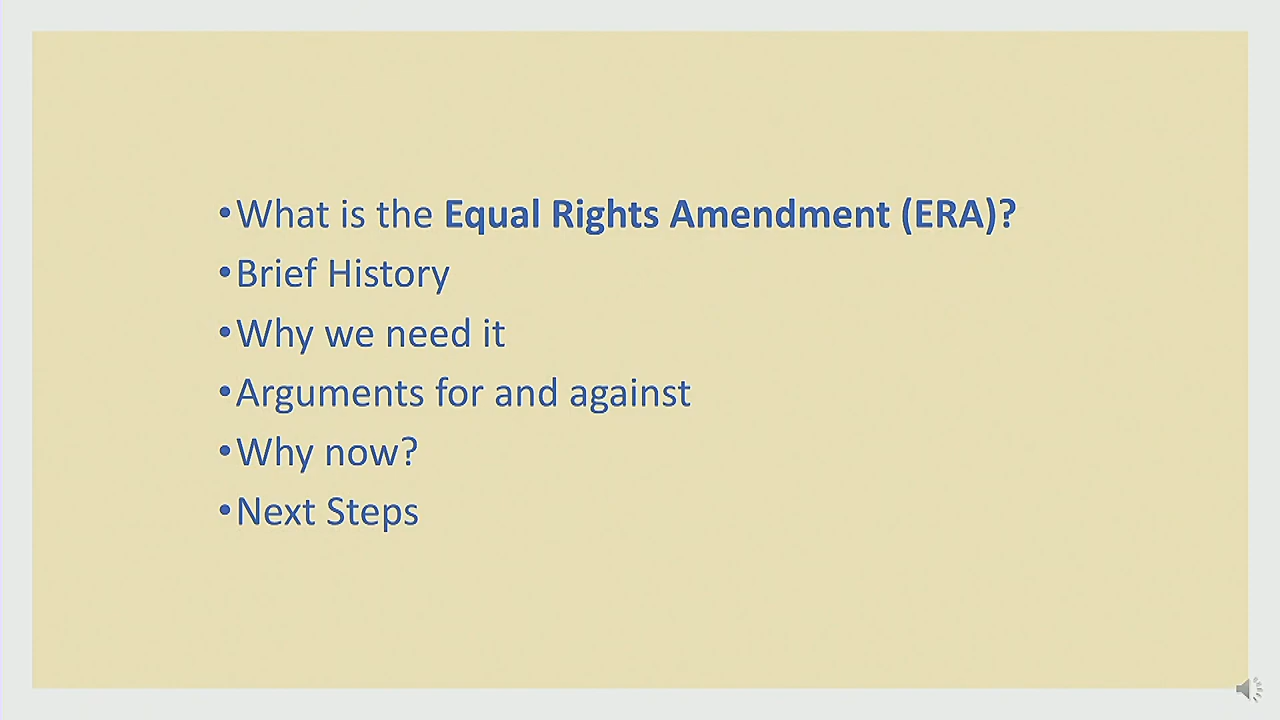 •What is the Equal Rights Amendment (ERA)?
•Brief History
•Why we need it
•Arguments for and against
•Why now?
•Next Steps